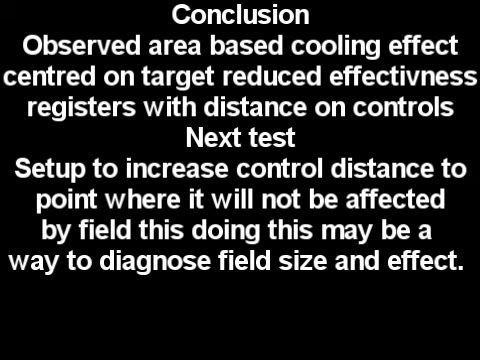 Conclusion
Observed area based cooling effect
centred on target reduced effectivness
registers with distance on controls
Next test
Setup to increase control distance to
point where it will not be affected
by field this doing this may be a
way to diagnose field size and effect.